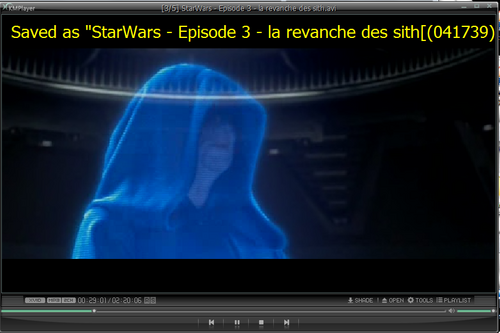 KMPlayer
[3/5] StarWars - Episode 3 - la revanche des sith.avi
Saved as "StarWars - Episode 3 - la revanche des sith[(041739)
00:29:01/02:20:06
SHADE ! OPEN TOOLS PLAYLIST